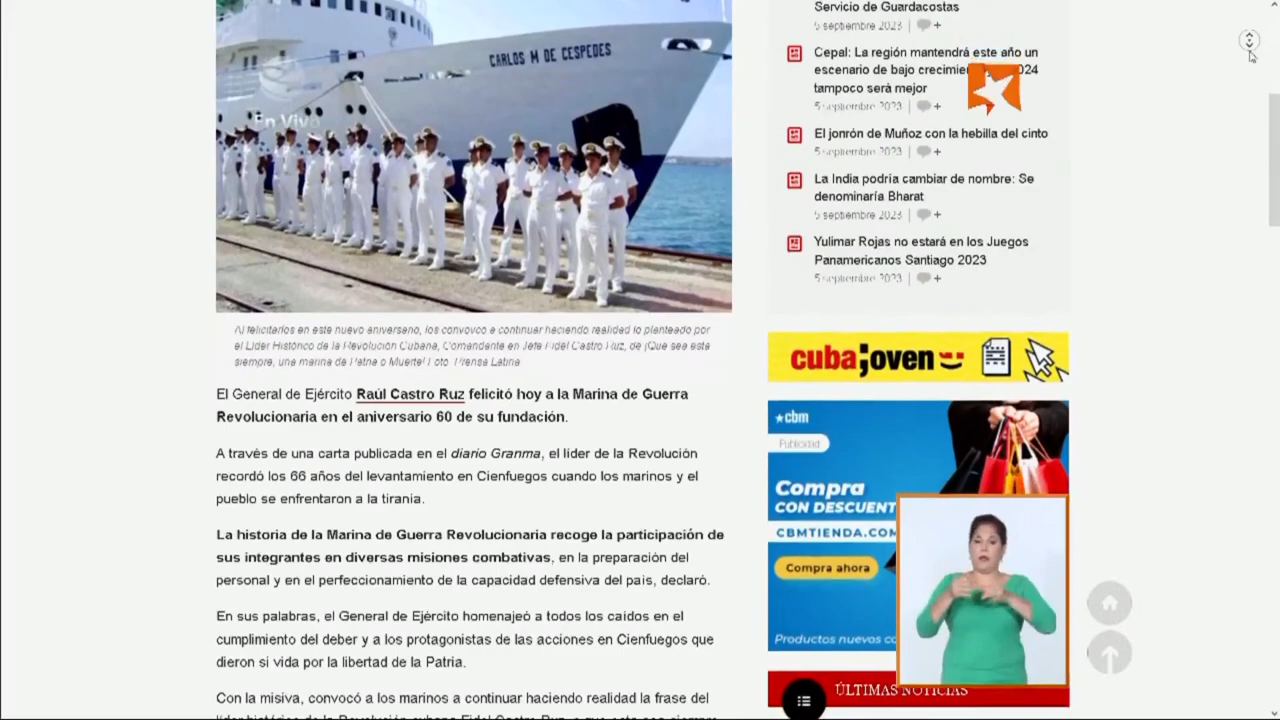 CARLOS M DE CESPEDES
En Vivo
Al felicitarlos en este nuevo aniversario, los convovco a continuar haciendo realidad lo planteado por
el Líder Histórico de la Revolución Cubana, Comandante en Jefe Fidel Castro Ruz, de ¡Que sea esta
siempre, una marina de Patria o Muerte! Foto: Prensa Latina
El General de Ejército Raúl Castro Ruz felicitó hoy a la Marina de Guerra
Revolucionaria en el aniversario 60 de su fundación.
A través de una carta publicada en el diario Granma, el líder de la Revolución
recordó los 66 años del levantamiento en Cienfuegos cuando los marinos y el
pueblo se enfrentaron a la tiranía.
La historia de la Marina de Guerra Revolucionaria recoge la participación de
sus integrantes en diversas misiones combativas, en la preparación del
personal y en el perfeccionamiento de la capacidad defensiva del país, declaró.
En sus palabras, el General de Ejército homenajeó a todos los caídos en el
cumplimiento del deber y a los protagonistas de las acciones en Cienfuegos que
dieron si vida por la libertad de la Patria.
Con la misiva, convocó a los marinos a continuar haciendo realidad la frase del
Servicio de Guardacostas
5 septiembre 2023 | +
Cepal: La región mantendrá este año un
escenario de bajo 024
tampoco será mejor
5 septiembre 2023 | +
El jonrón de Muñoz con la hebilla del cinto
5 septiembre 2023 | +
La India podría cambiar de nombre: Se
denominaría Bharat
5 septiembre 2023 | +
Yulimar Rojas no estará en los Juegos
Panamericanos Santiago 2023
5 septiembre 2023 | +
cuba;joven
cbm
Publicidad
Compra
CON DESCUENT
CBMTIENDA.COM
Compra ahora
Productos nuevos
ÚLTIMAS NOTICIAS